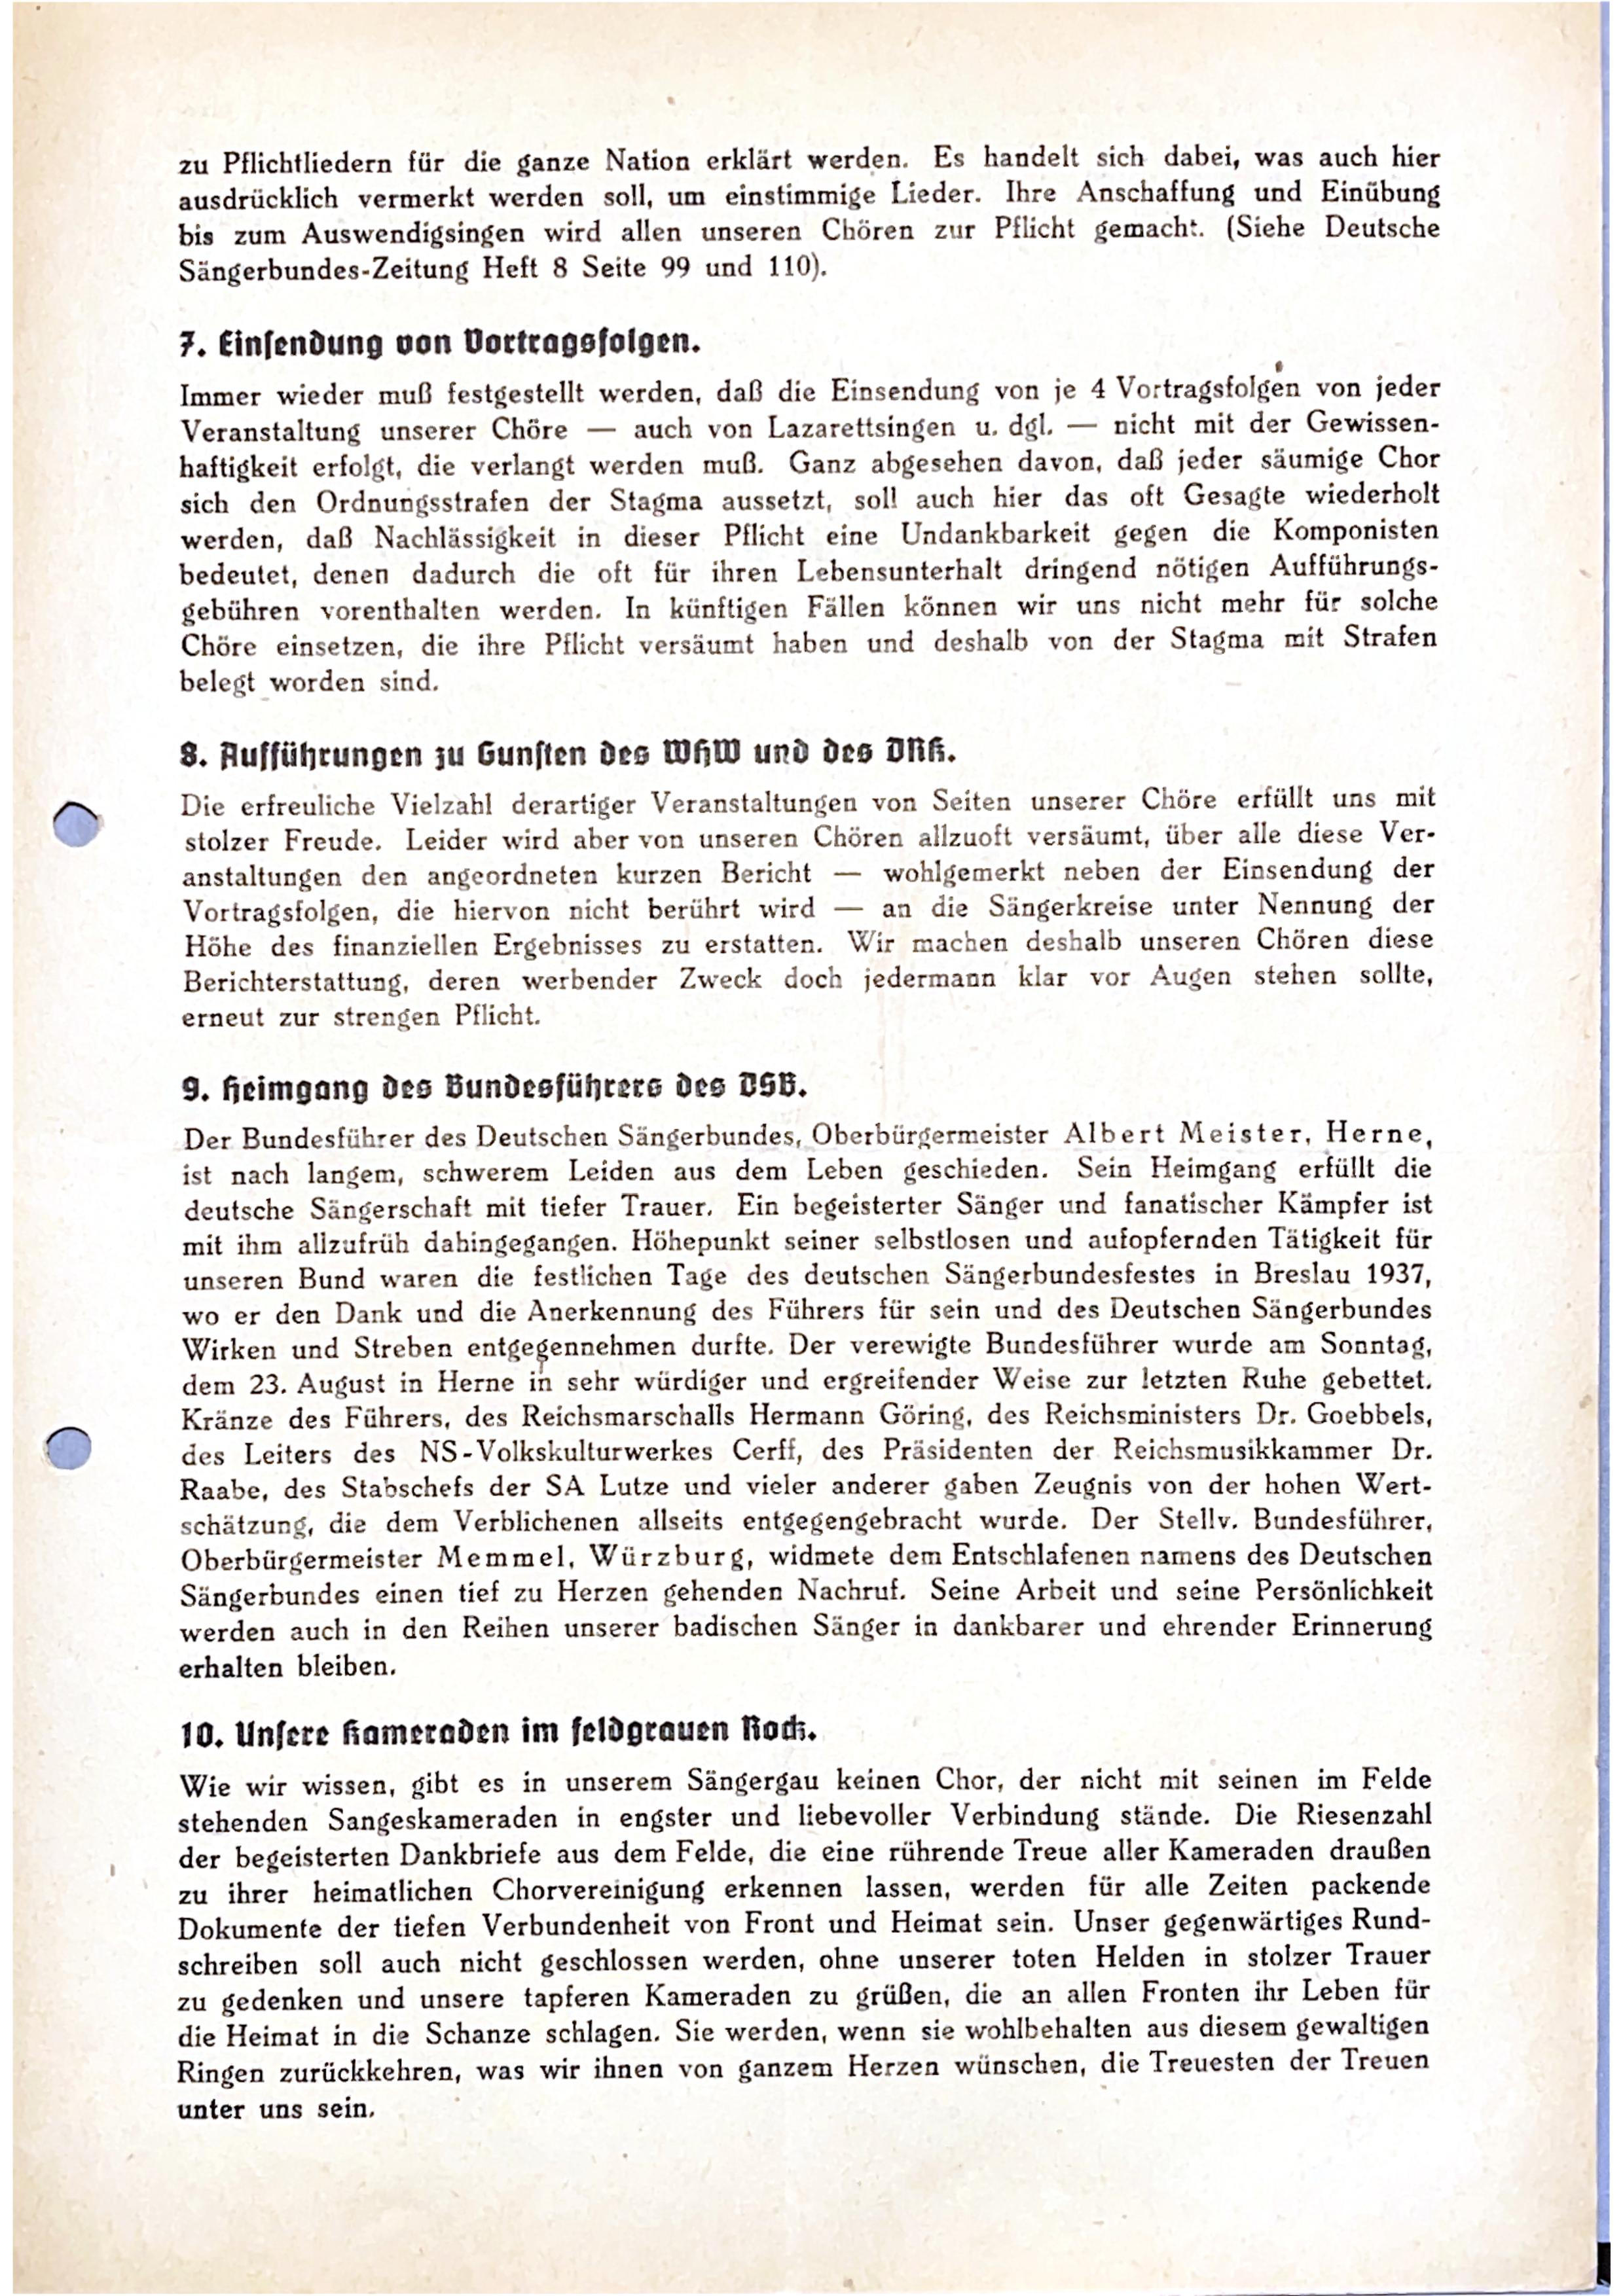 zu Pflichtliedern für die ganze Nation erklärt werden. Es handelt sich dabei, was auch hier
ausdrücklich vermerkt werden soll, um einstimmige Lieder. Ihre Anschaffung und Einübung
bis zum Auswendigsingen wird allen unseren Chören zur Pflicht gemacht. (Siehe Deutsche
Sängerbundes-Zeitung Heft 8 Seite 99 und 110).
7. Einsendung von Vortragsfolgen.
Immer wieder muß festgestellt werden, daß die Einsendung von je 4 Vortragsfolgen von jeder
Veranstaltung unserer Chöre — auch von Lazarettsingen u. dgl. — nicht mit der Gewissen-
haftigkeit erfolgt, die verlangt werden muß. Ganz abgesehen davon, daß jeder säumige Chor
sich den Ordnungsstrafen der Stagma aussetzt, soll auch hier das oft Gesagte wiederholt
werden, daß Nachlässigkeit in dieser Pflicht eine Undankbarkeit gegen die Komponisten
bedeutet, denen dadurch die oft für ihren Lebensunterhalt dringend nötigen Aufführungs-
gebühren vorenthalten werden. In künftigen Fällen können wir uns nicht mehr für solche
Chöre einsetzen, die ihre Pflicht versäumt haben und deshalb von der Stagma mit Strafen
belegt worden sind.
8. Aufführungen zu Gunsten des WHW und des DRK.
Die erfreuliche Vielzahl derartiger Veranstaltungen von Seiten unserer Chöre erfüllt uns mit
stolzer Freude. Leider wird aber von unseren Chören allzuoft versäumt, über alle diese Ver-
anstaltungen den angeordneten kurzen Bericht — wohlgemerkt neben der Einsendung der
Vortragsfolgen, die hiervon nicht berührt wird — an die Sängerkreise unter Nennung der
Höhe des finanziellen Ergebnisses zu erstatten. Wir machen deshalb unseren Chören diese
Berichterstattung, deren werbender Zweck doch jedermann klar vor Augen stehen sollte,
erneut zur strengen Pflicht.
9. Heimgang des Bundesführers des DSB.
Der Bundesführer des Deutschen Sängerbundes, Oberbürgermeister Albert Meister, Herne,
ist nach langem, schwerem Leiden aus dem Leben geschieden. Sein Heimgang erfüllt die
deutsche Sängerschaft mit tiefer Trauer. Ein begeisterter Sänger und fanatischer Kämpfer ist
mit ihm allzufrüh dahingegangen. Höhepunkt seiner selbstlosen und aufopfernden Tätigkeit für
unseren Bund waren die festlichen Tage des deutschen Sängerbundesfestes in Breslau 1937,
wo er den Dank und die Anerkennung des Führers für sein und des Deutschen Sängerbundes
Wirken und Streben entgegennehmen durfte. Der verewigte Bundesführer wurde am Sonntag,
dem 23. August in Herne in sehr würdiger und ergreifender Weise zur letzten Ruhe gebettet.
Kränze des Führers, des Reichsmarschalls Hermann Göring, des Reichsministers Dr. Goebbels,
des Leiters des NS-Volkskulturwerkes Cerff, des Präsidenten der Reichsmusikkammer Dr.
Raabe, des Stabschefs der SA Lutze und vieler anderer gaben Zeugnis von der hohen Wert-
schätzung, die dem Verblichenen allseits entgegengebracht wurde. Der Stellv. Bundesführer,
Oberbürgermeister Memmel, Würzburg, widmete dem Entschlafenen namens des Deutschen
Sängerbundes einen tief zu Herzen gehenden Nachruf. Seine Arbeit und seine Persönlichkeit
werden auch in den Reihen unserer badischen Sänger in dankbarer und ehrender Erinnerung
erhalten bleiben.
10. Unsere Kameraden im feldgrauen Rock.
Wie wir wissen, gibt es in unserem Sängergau keinen Chor, der nicht mit seinen im Felde
stehenden Sangeskameraden in engster und liebevoller Verbindung stände. Die Riesenzahl
der begeisterten Dankbriefe aus dem Felde, die eine rührende Treue aller Kameraden draußen
zu ihrer heimatlichen Chorvereinigung erkennen lassen, werden für alle Zeiten packende
Dokumente der tiefen Verbundenheit von Front und Heimat sein. Unser gegenwärtiges Rund-
schreiben soll auch nicht geschlossen werden, ohne unserer toten Helden in stolzer Trauer
zu gedenken und unsere tapferen Kameraden zu grüßen, die an allen Fronten ihr Leben für
die Heimat in die Schanze schlagen. Sie werden, wenn sie wohlbehalten aus diesem gewaltigen
Ringen zurückkehren, was wir ihnen von ganzem Herzen wünschen, die Treuesten der Treuen
unter uns sein.